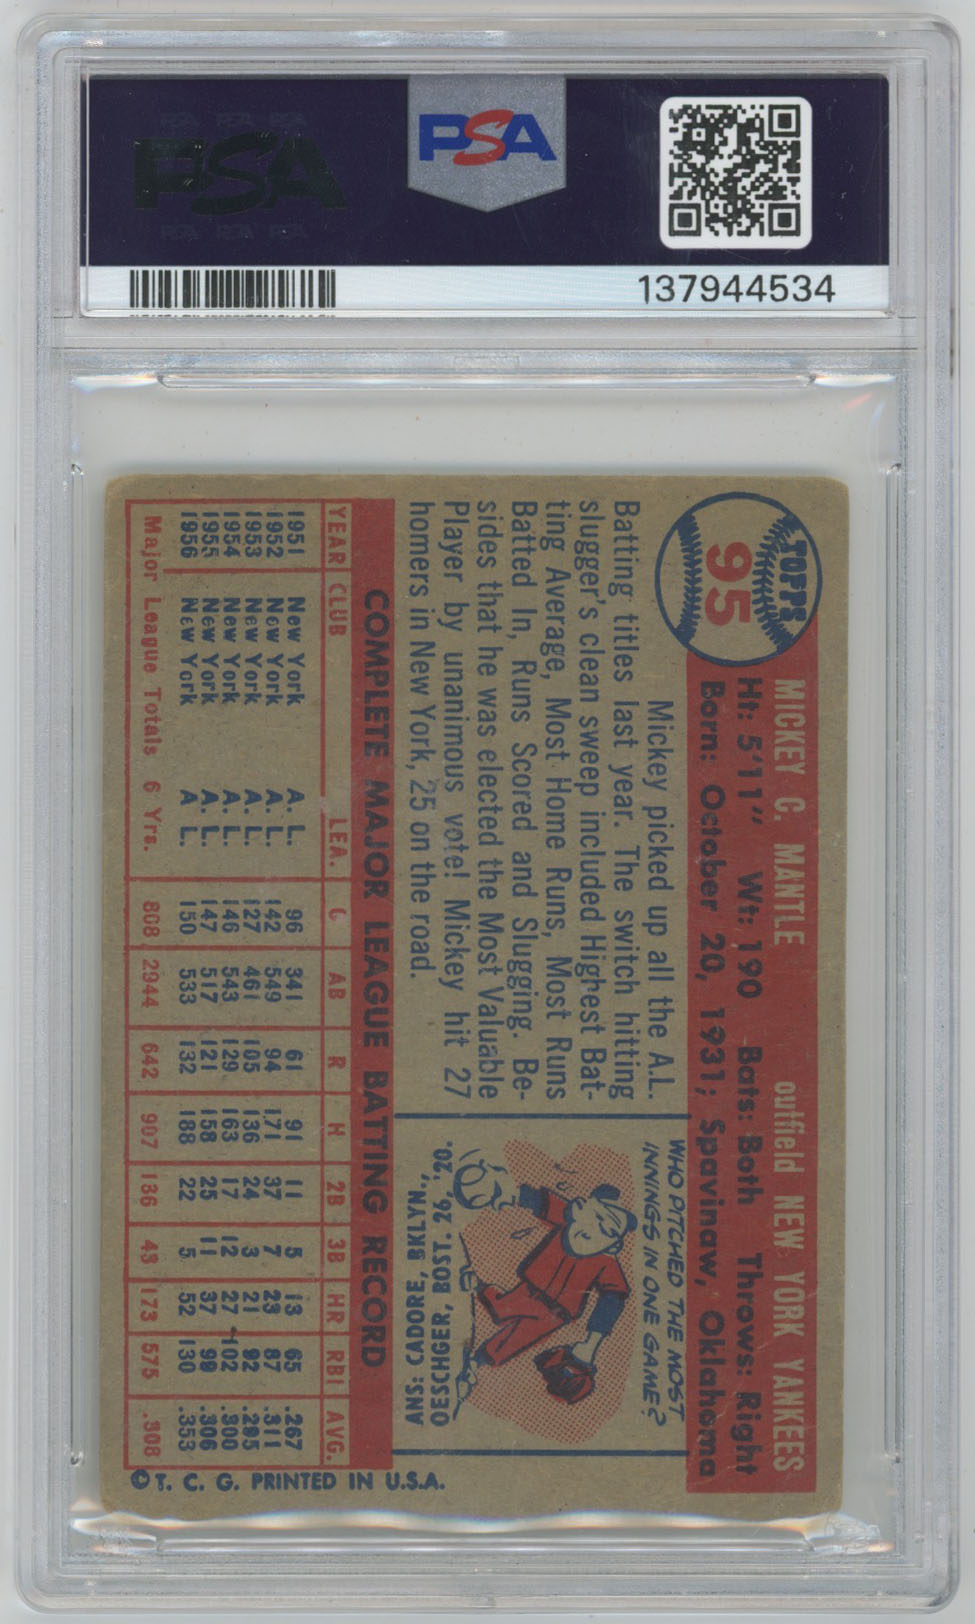 PSA PSA PSA
PSA
PSA PSA PSA
PSA
137944534
TOPPS
95
MICKEY C. MANTLE outfield NEW YORK YANKEES
Ht: 5'11" Wt: 190 Bats: Both Throws: Right
Born: October 20, 1931; Spavinaw, Oklahoma
Mickey picked up all the A.L.
Batting titles last year. The switch hitting
slugger's clean sweep included Highest Bat-
ting Average, Most Home Runs, Most Runs
Batted In, Runs Scored and Slugging. Be-
sides that he was elected the Most Valuable
Player by unanimous vote! Mickey hit 27
homers in New York, 25 on the road.
WHO PITCHED THE MOST
INNINGS IN ONE GAME?
ANS: CADORE, BKLYN.,
OESCHGER, BOST. 26, '20.
COMPLETE MAJOR LEAGUE BATTING RECORD
YEAR CLUB LEA. G AB R H 2B 3B HR RBI AVG.
1951 New York A. L. 96 341 61 91 11 5 13 65 .267
1952 New York A. L. 142 549 94 171 37 7 23 87 .311
1953 New York A. L. 127 461 105 136 24 3 21 92 .295
1954 New York A. L. 146 543 129 163 17 12 27 102 .300
1955 New York A. L. 147 517 121 158 25 11 37 99 .306
1956 New York A. L. 150 533 132 188 22 5 52 130 .353
Major League Totals 6 Yrs. 808 2944 642 907 136 43 173 575 .308
© T. C. G. PRINTED IN U.S.A.